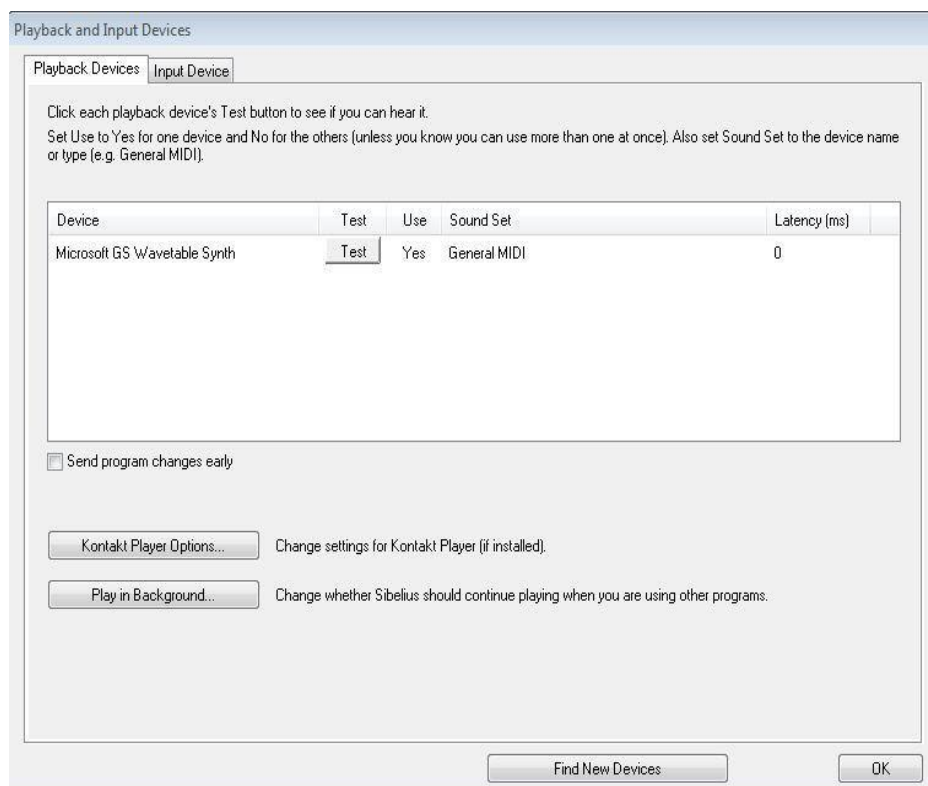 Playback and Input Devices
Playback Devices Input Device
Click each playback device's Test button to see if you can hear it.
Set Use to Yes for one device and No for the others (unless you know you can use more than one at once). Also set Sound Set to the device name
or type (e.g. General MIDI).
Device Test Use Sound Set Latency (ms)
Microsoft GS Wavetable Synth Test Yes General MIDI 0
Send program changes early
Kontakt Player Options... Change settings for Kontakt Player (if installed).
Play in Background... Change whether Sibelius should continue playing when you are using other programs.
Find New Devices OK